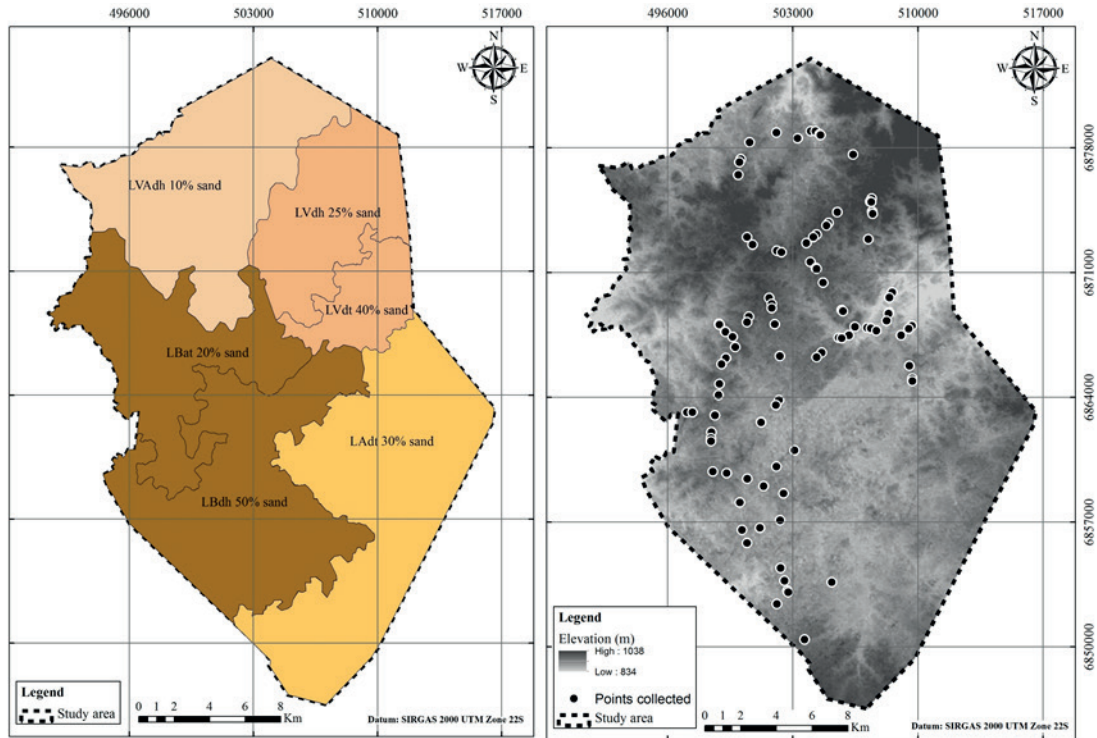 496000 503000 510000 517000
N
W E
S
LVAdh 10% sand
LVdh 25% sand
LVdt 40% sand
LBat 20% sand
LAdt 30% sand
LBdh 50% sand
Legend
Study area
0 1 2 4 6 8
Km
Datum: SIRGAS 2000 UTM Zone 22S
496000 503000 510000 517000
N
W E
S
6878000
6871000
6864000
6857000
6850000
Legend
Elevation (m)
High : 1038
Low : 834
Points collected
Study area
0 1 2 4 6 8
Km
Datum: SIRGAS 2000 UTM Zone 22S